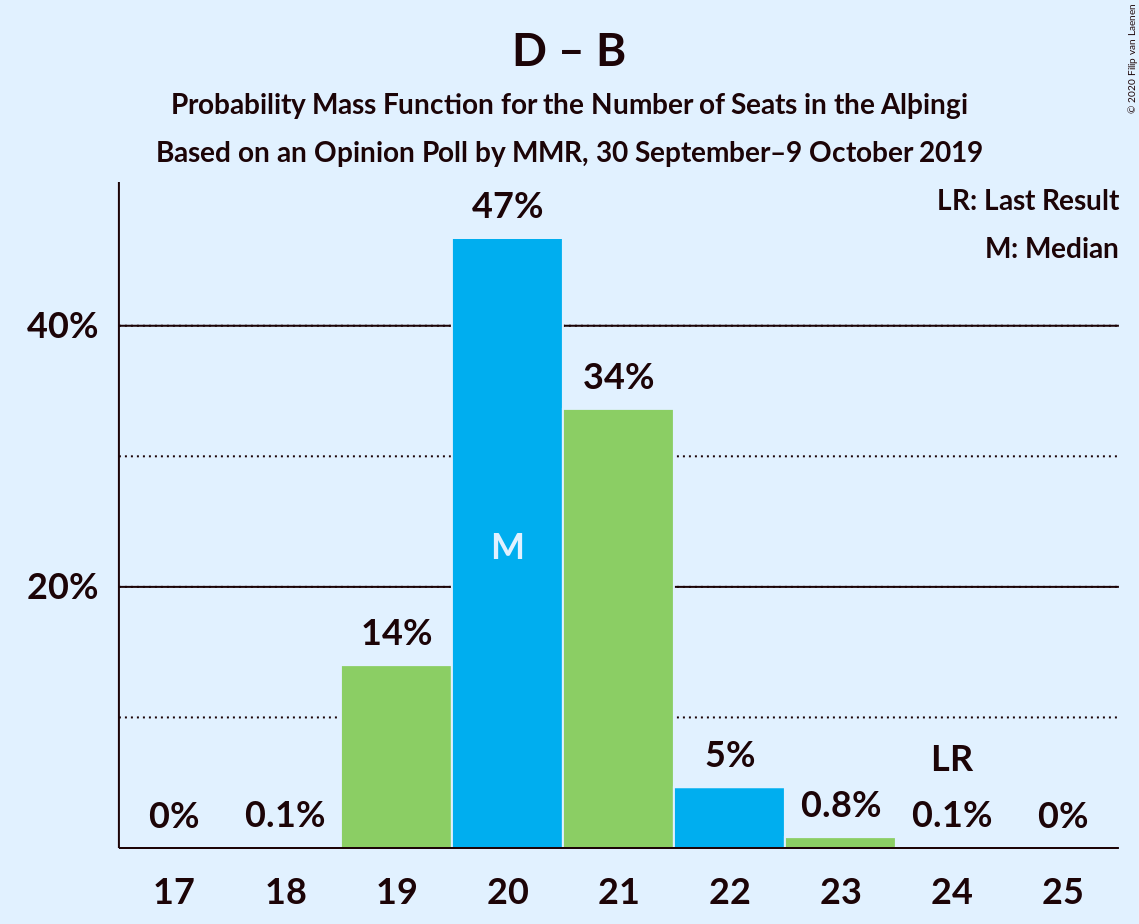 D – B
Probability Mass Function for the Number of Seats in the Alþingi
Based on an Opinion Poll by MMR, 30 September–9 October 2019
© 2020 Filip van Laenen
LR: Last Result
M: Median
40%
20%
0%
0.1%
14%
47%
M
34%
5%
0.8%
LR
0.1%
0%
17 18 19 20 21 22 23 24 25